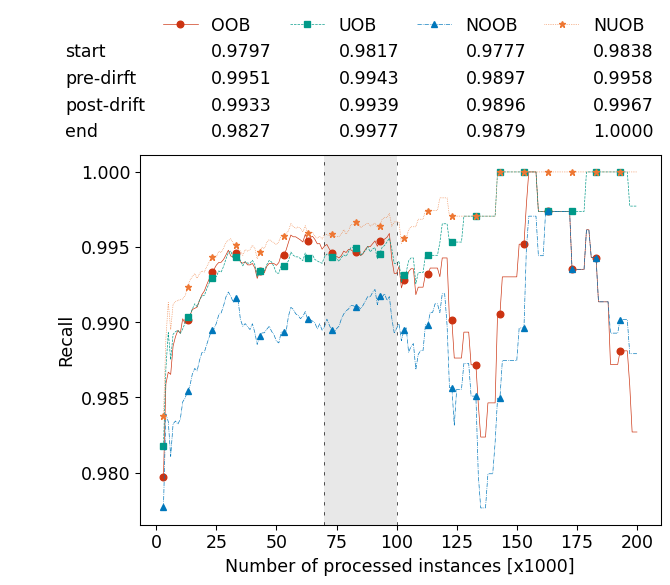 OOB UOB NOOB NUOB
start 0.9797 0.9817 0.9777 0.9838
pre-dirft 0.9951 0.9943 0.9897 0.9958
post-drift 0.9933 0.9939 0.9896 0.9967
end 0.9827 0.9977 0.9879 1.0000
1.000
0.995
0.990
0.985
0.980
Recall
0 25 50 75 100 125 150 175 200
Number of processed instances [x1000]